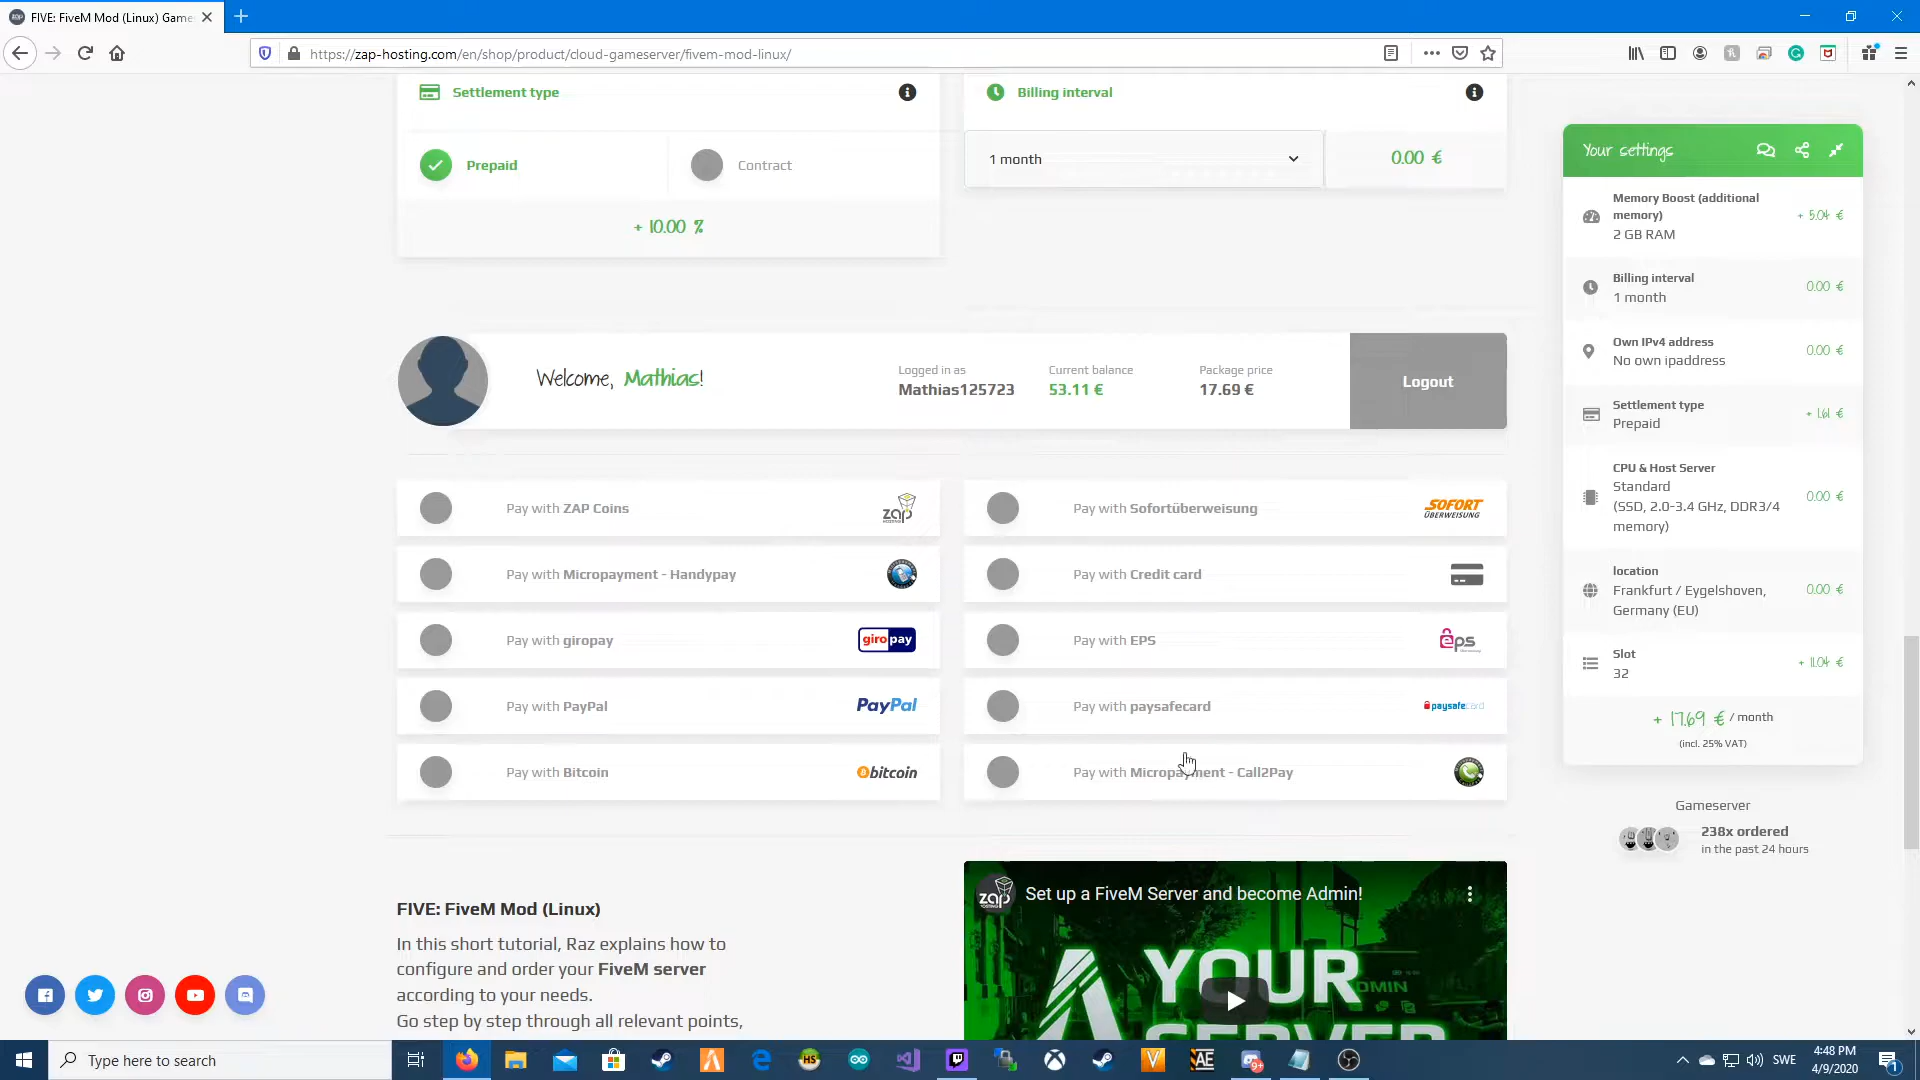 FIVE: FiveM Mod (Linux) Game
https://zap-hosting.com/en/shop/product/cloud-gameserver/fivem-mod-linux/
Settlement type
Billing interval
Prepaid
Contract
1 month
0.00 €
+ 10.00 %
Welcome, Mathias!
Logged in as
Mathias125723
Current balance
53.11 €
Package price
17.69 €
Logout
Pay with ZAP Coins
ZAP
HOSTING
Pay with Sofortüberweisung
SOFORT
ÜBERWEISUNG
Pay with Micropayment - Handypay
Pay with Credit card
Pay with giropay
giropay
Pay with EPS
eps
Pay with PayPal
PayPal
Pay with paysafecard
paysafecard
Pay with Bitcoin
bitcoin
Pay with Micropayment - Call2Pay
Your settings
Memory Boost (additional
memory)
2 GB RAM
+ 5.04 €
Billing interval
1 month
0.00 €
Own IPv4 address
No own ipaddress
0.00 €
Settlement type
Prepaid
+ 1.61 €
CPU & Host Server
Standard
(SSD, 2.0-3.4 GHz, DDR3/4
memory)
0.00 €
location
Frankfurt / Eygelshoven,
Germany (EU)
0.00 €
Slot
32
+ 11.04 €
+ 17.69 € / month
(incl. 25% VAT)
Gameserver
238x ordered
in the past 24 hours
FIVE: FiveM Mod (Linux)
In this short tutorial, Raz explains how to
configure and order your FiveM server
according to your needs.
Go step by step through all relevant points,
Set up a FiveM Server and become Admin!
YOUR
ADMIN
SERVER
Type here to search
SWE
4:48 PM
4/9/2020